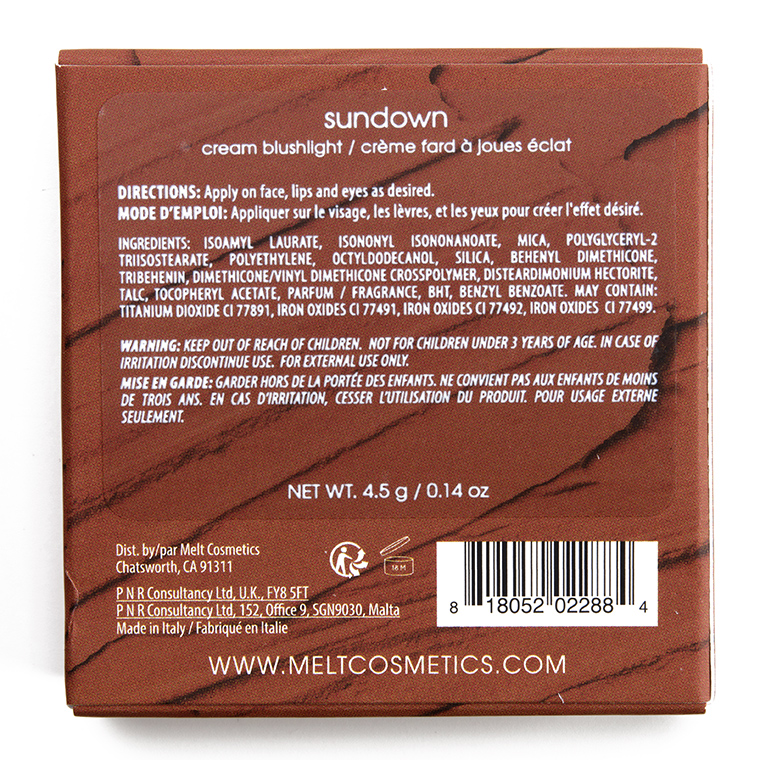 sundown
cream blushlight / crème fard à joues éclat
DIRECTIONS: Apply on face, lips and eyes as desired.
MODE D'EMPLOI: Appliquer sur le visage, les lèvres, et les yeux pour créer l'effet désiré.
INGREDIENTS: ISOAMYL LAURATE, ISONONYL ISONONANOATE, MICA, POLYGLYCERYL-2
TRIISOSTEARATE, POLYETHYLENE, OCTYLDODECANOL, SILICA, BEHENYL DIMETHICONE,
TRIBEHENIN, DIMETHICONE/VINYL DIMETHICONE CROSSPOLYMER, DISTEARDIMONIUM HECTORITE,
TALC, TOCOPHERYL ACETATE, PARFUM / FRAGRANCE, BHT, BENZYL BENZOATE. MAY CONTAIN:
TITANIUM DIOXIDE CI 77891, IRON OXIDES CI 77491, IRON OXIDES CI 77492, IRON OXIDES CI 77499.
WARNING: KEEP OUT OF REACH OF CHILDREN. NOT FOR CHILDREN UNDER 3 YEARS OF AGE. IN CASE OF
IRRITATION DISCONTINUE USE. FOR EXTERNAL USE ONLY.
MISE EN GARDE: GARDER HORS DE LA PORTÉE DES ENFANTS. NE CONVIENT PAS AUX ENFANTS DE MOINS
DE TROIS ANS. EN CAS D'IRRITATION, CESSER L'UTILISATION DU PRODUIT. POUR USAGE EXTERNE
SEULEMENT.
NET WT. 4.5 g / 0.14 oz
Dist. by/par Melt Cosmetics
Chatsworth, CA 91311
P N R Consultancy Ltd, U.K., FY8 5FT
P N R Consultancy Ltd, 152, Office 9, SGN9030, Malta
Made in Italy / Fabriqué en Italie
18 M
8 18052 02288 4
WWW.MELTCOSMETICS.COM